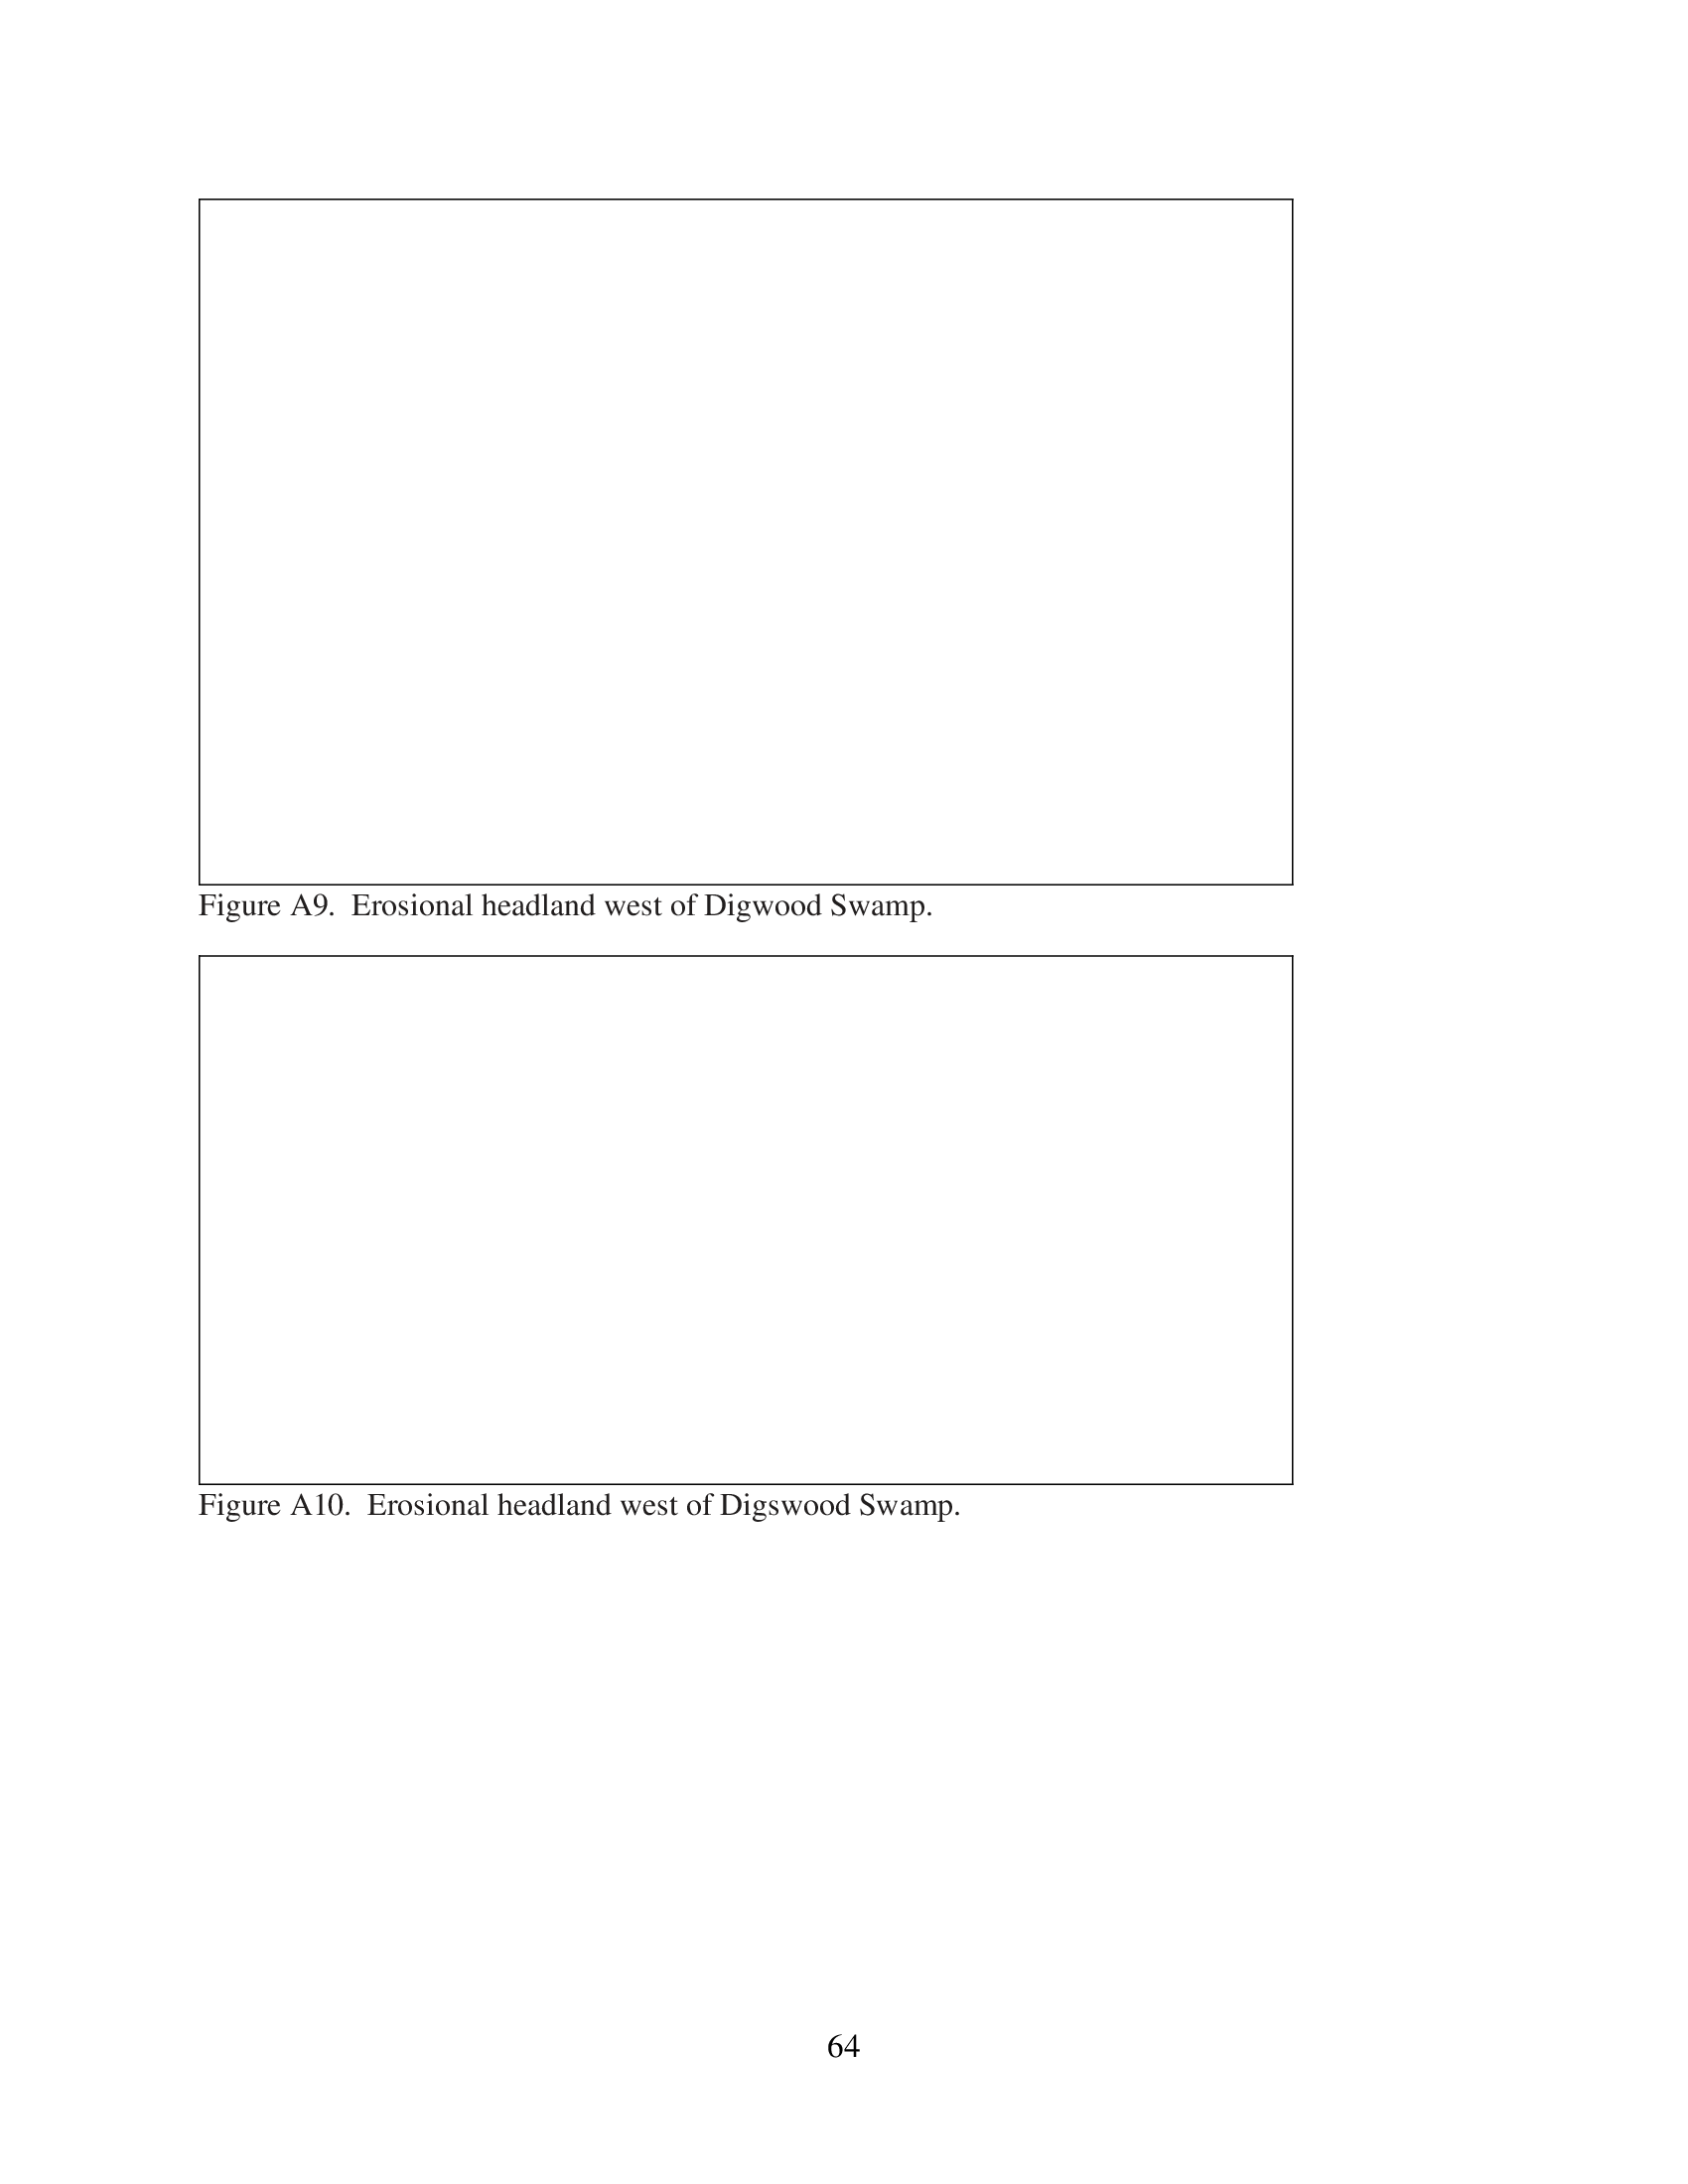 Figure A9.  Erosional headland west of Digwood Swamp.
Figure A10.  Erosional headland west of Digswood Swamp.
64